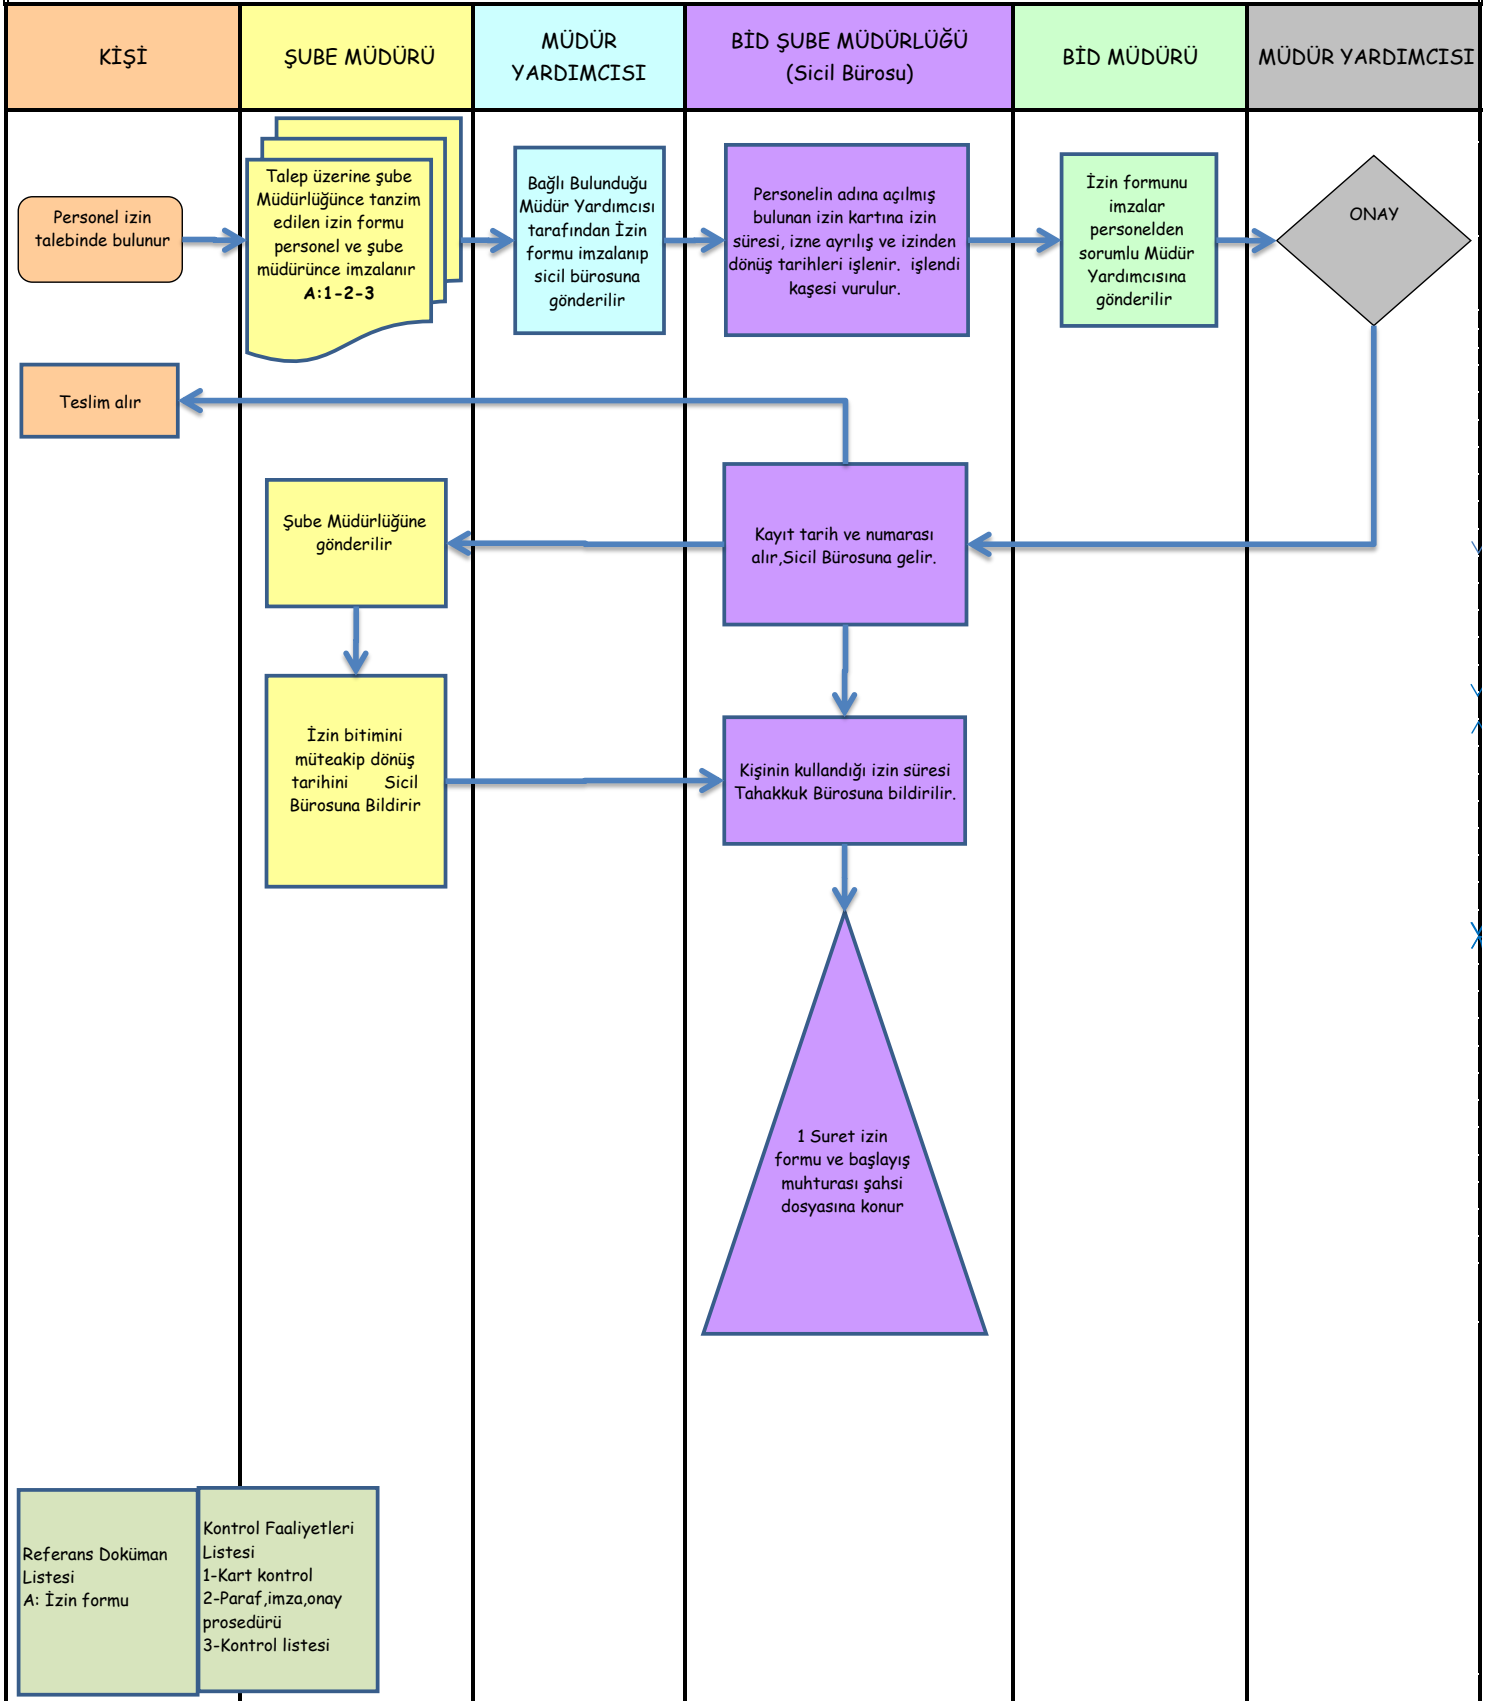 KİŞİ
ŞUBE MÜDÜRÜ
MÜDÜR
YARDIMCISI
BİD ŞUBE MÜDÜRLÜĞÜ
(Sicil Bürosu)
BİD MÜDÜRÜ
MÜDÜR YARDIMCISI
Personel izin
talebinde bulunur
Talep üzerine şube
Müdürlüğünce tanzim
edilen izin formu
personel ve şube
müdürünce imzalanır
A:1-2-3
Bağlı Bulunduğu
Müdür Yardımcısı
tarafından İzin
formu imzalanıp
sicil bürosuna
gönderilir
Personelin adına açılmış
bulunan izin kartına izin
süresi, izne ayrılış ve izinden
dönüş tarihleri işlenir. işlendi
kaşesi vurulur.
İzin formunu
imzalar
personelden
sorumlu Müdür
Yardımcısına
gönderilir
ONAY
Teslim alır
Şube Müdürlüğüne
gönderilir
Kayıt tarih ve numarası
alır,Sicil Bürosuna gelir.
İzin bitimini
müteakip dönüş
tarihini Sicil
Bürosuna Bildirir
Kişinin kullandığı izin süresi
Tahakkuk Bürosuna bildirilir.
1 Suret izin
formu ve başlayış
muhturası şahsi
dosyasına konur
Referans Doküman
Listesi
A: İzin formu
Kontrol Faaliyetleri
Listesi
1-Kart kontrol
2-Paraf,imza,onay
prosedürü
3-Kontrol listesi